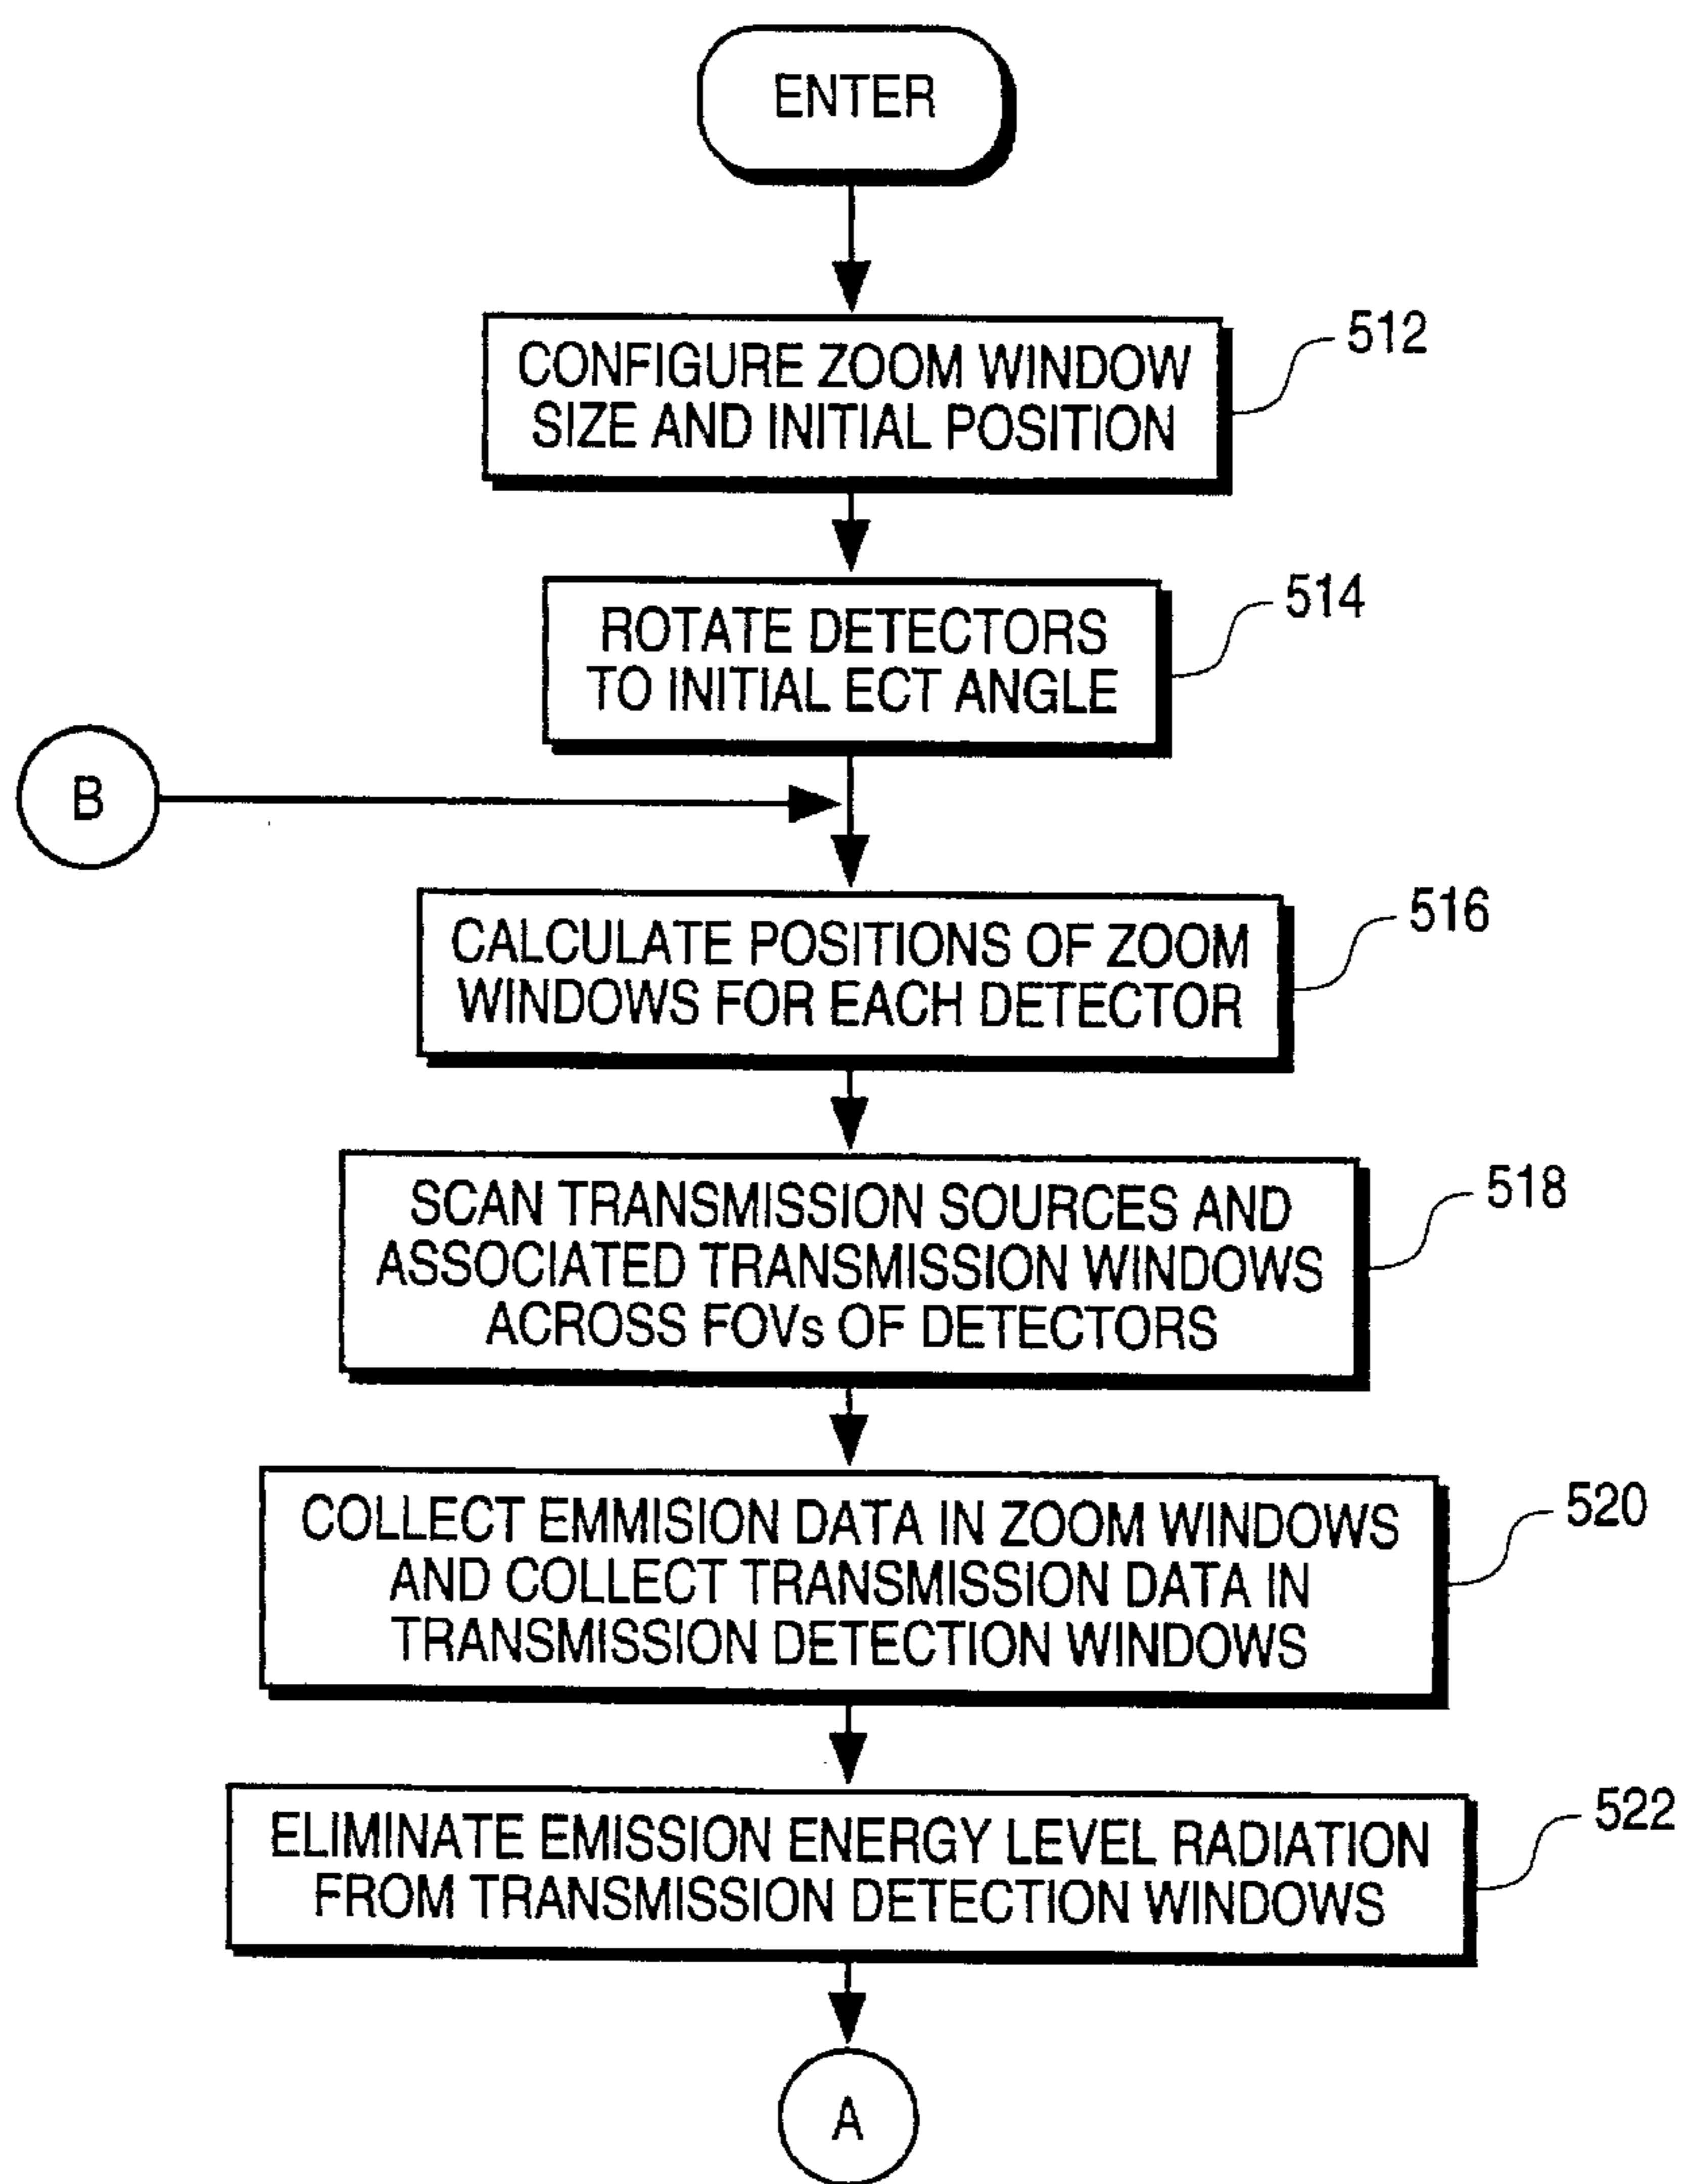 ENTER
CONFIGURE ZOOM WINDOW
SIZE AND INITIAL POSITION
512
ROTATE DETECTORS
TO INITIAL ECT ANGLE
514
B
CALCULATE POSITIONS OF ZOOM
WINDOWS FOR EACH DETECTOR
516
SCAN TRANSMISSION SOURCES AND
ASSOCIATED TRANSMISSION WINDOWS
ACROSS FOVs OF DETECTORS
518
COLLECT EMMISION DATA IN ZOOM WINDOWS
AND COLLECT TRANSMISSION DATA IN
TRANSMISSION DETECTION WINDOWS
520
ELIMINATE EMISSION ENERGY LEVEL RADIATION
FROM TRANSMISSION DETECTION WINDOWS
522
A